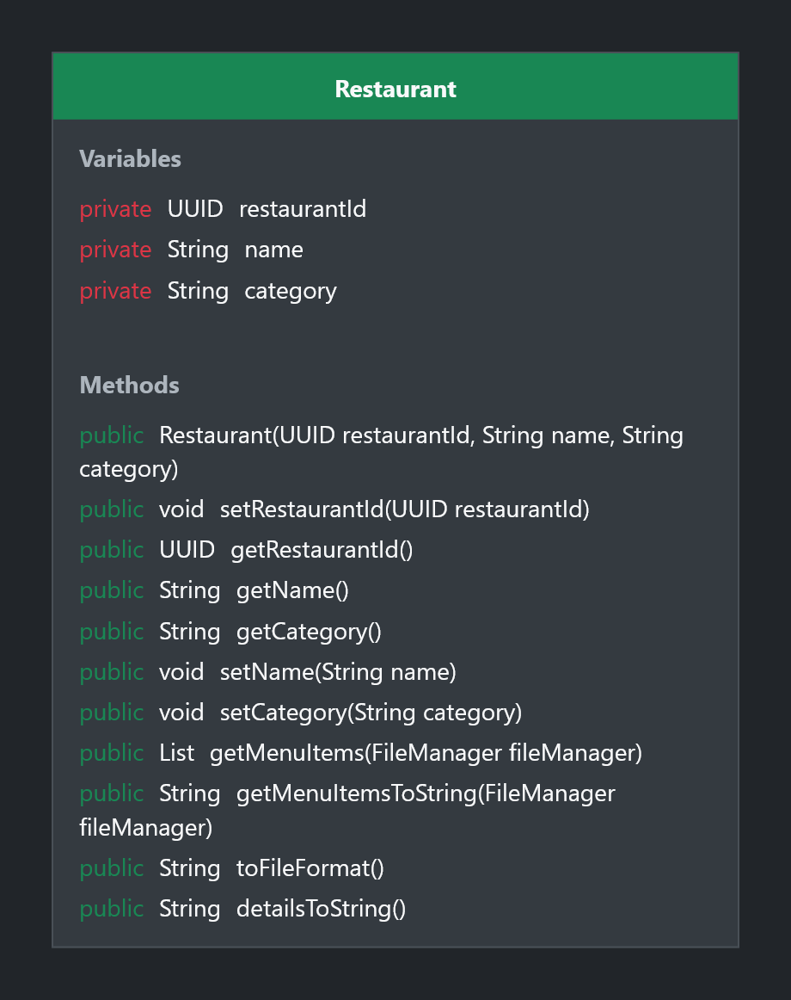 Restaurant
Variables
private UUID restaurantId
private String name
private String category
Methods
public Restaurant(UUID restaurantId, String name, String
category)
public void setRestaurantId(UUID restaurantId)
public UUID getRestaurantId()
public String getName()
public String getCategory()
public void setName(String name)
public void setCategory(String category)
public List getMenuItems(FileManager fileManager)
public String getMenuItemsToString(FileManager
fileManager)
public String toFileFormat()
public String detailsToString()